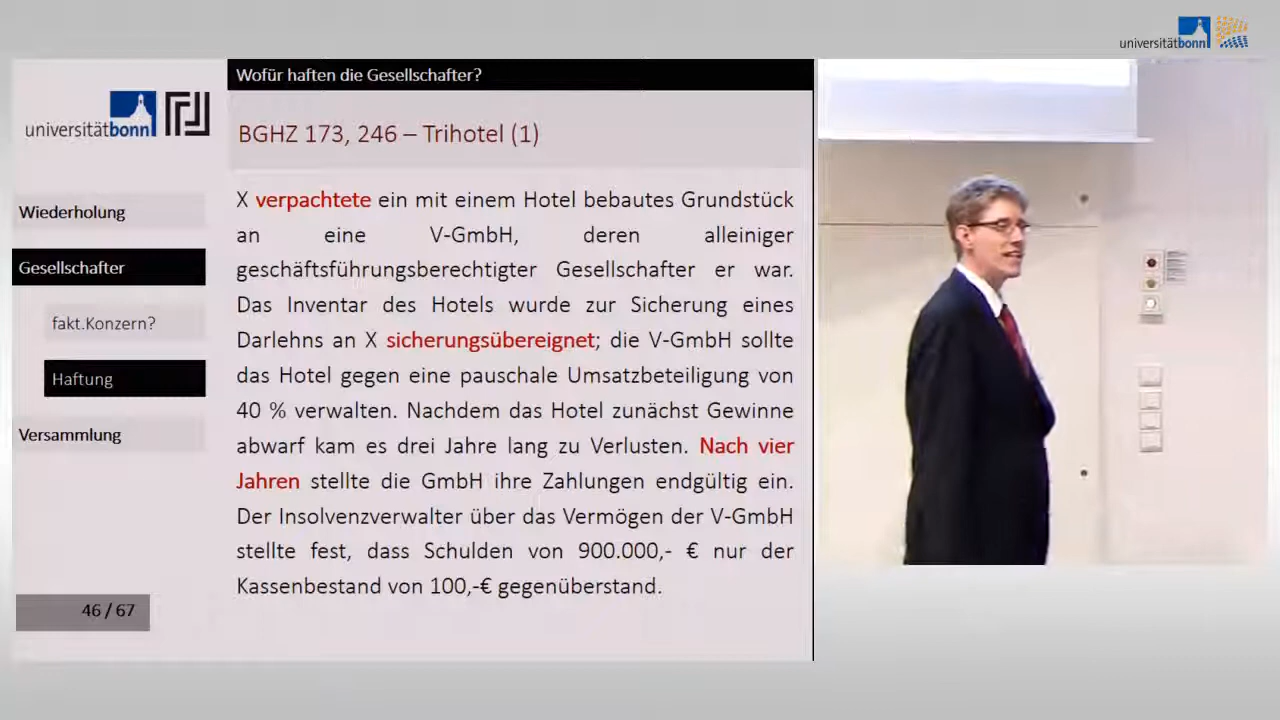 universitätbonn
Wofür haften die Gesellschafter?
universitätbonn
BGHZ 173, 246 – Trihotel (1)
X verpachtete ein mit einem Hotel bebautes Grundstück
an eine V-GmbH, deren alleiniger
geschäftsführungsberechtigter Gesellschafter er war.
Das Inventar des Hotels wurde zur Sicherung eines
Darlehns an X sicherungsübereignet; die V-GmbH sollte
das Hotel gegen eine pauschale Umsatzbeteiligung von
40 % verwalten. Nachdem das Hotel zunächst Gewinne
abwarf kam es drei Jahre lang zu Verlusten. Nach vier
Jahren stellte die GmbH ihre Zahlungen endgültig ein.
Der Insolvenzverwalter über das Vermögen der V-GmbH
stellte fest, dass Schulden von 900.000,- € nur der
Kassenbestand von 100,-€ gegenüberstand.
Wiederholung
Gesellschafter
fakt.Konzern?
Haftung
Versammlung
46 / 67